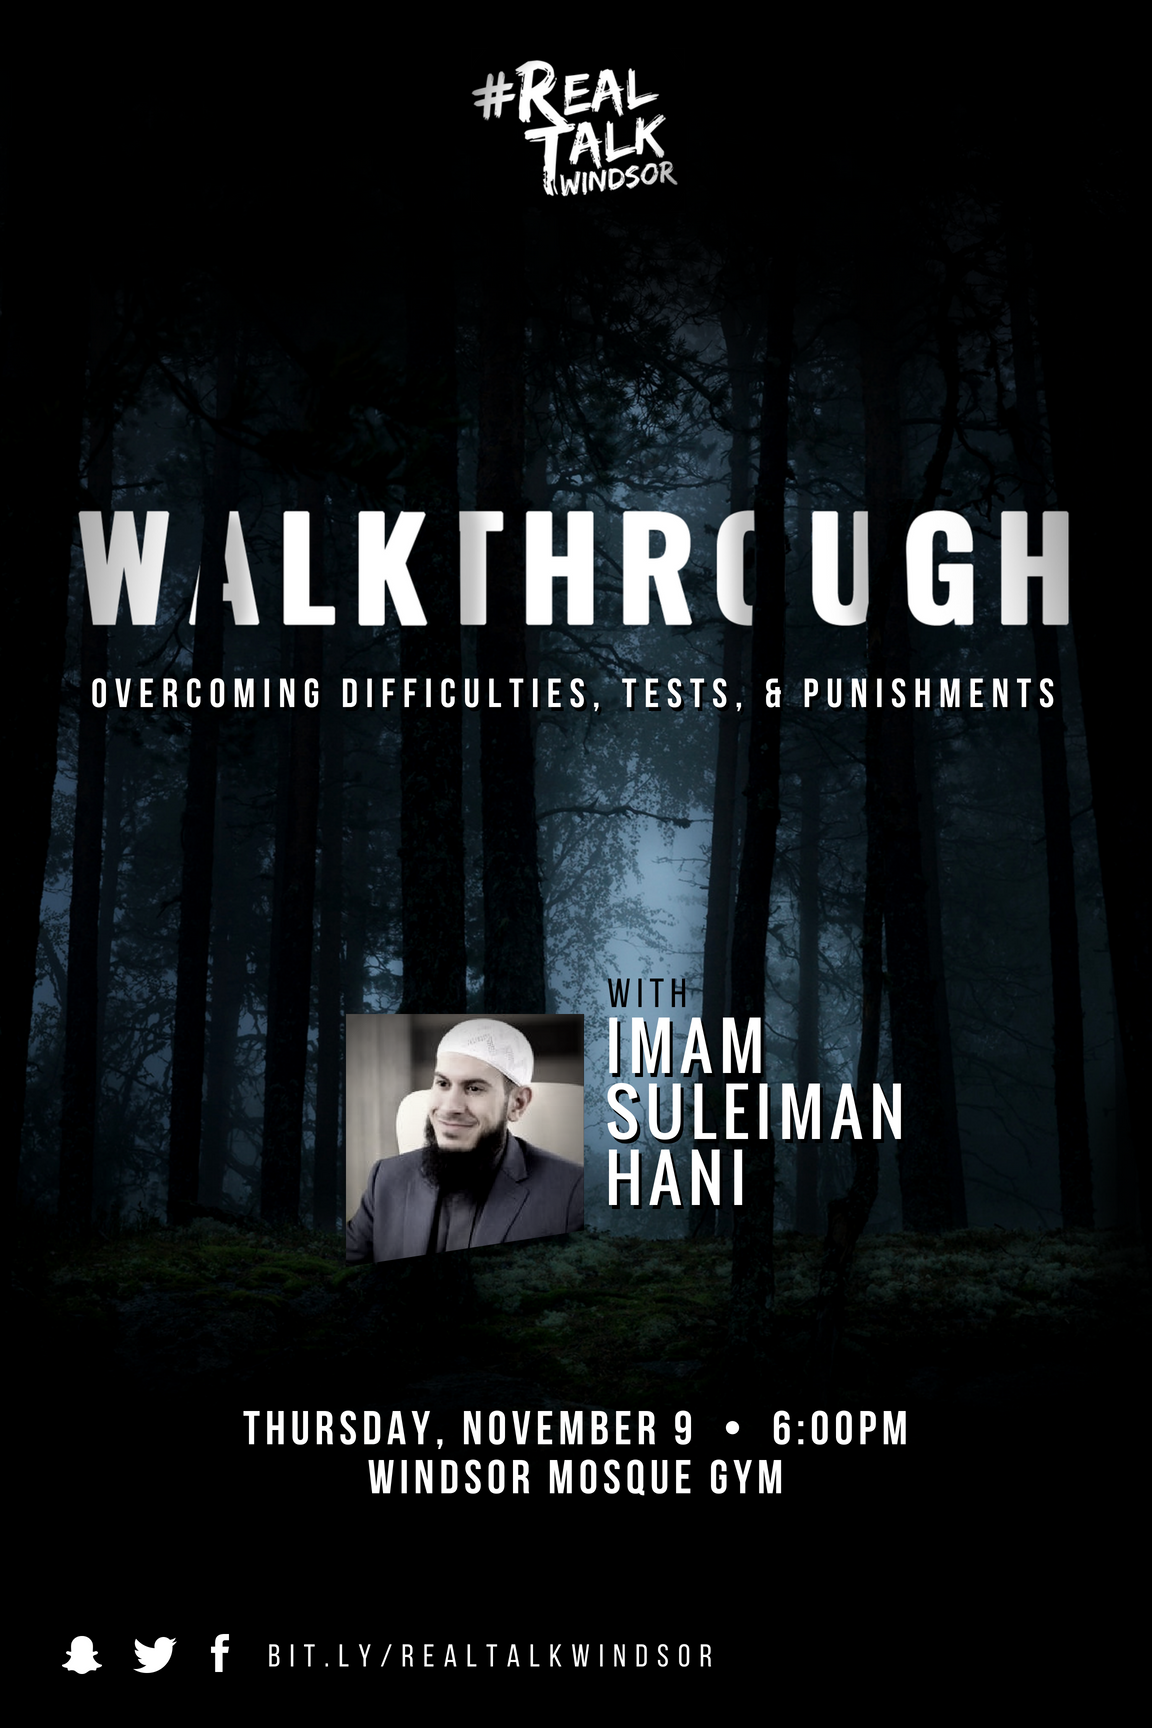 #REAL
TALK
WINDSOR
WALKTHROUGH
OVERCOMING DIFFICULTIES, TESTS, & PUNISHMENTS
WITH
IMAM
SULEIMAN
HANI
THURSDAY, NOVEMBER 9 • 6:00PM
WINDSOR MOSQUE GYM
BIT.LY/REALTALKWINDSOR